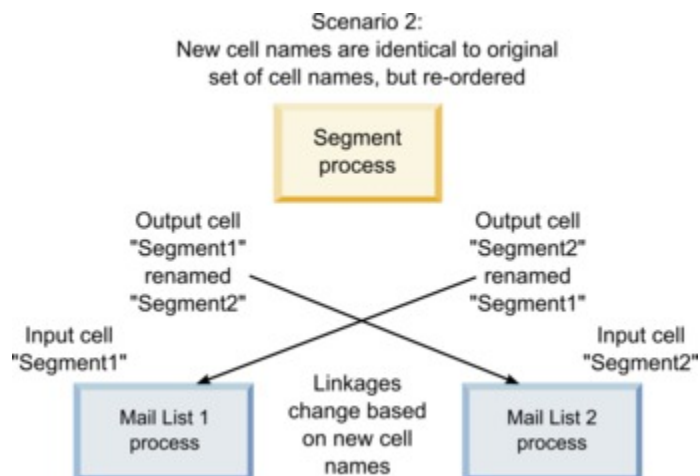 Scenario 2:
New cell names are identical to original
set of cell names, but re-ordered
Segment
process
Output cell
"Segment1"
renamed
"Segment2"
Output cell
"Segment2"
renamed
"Segment1"
Input cell
"Segment1"
Input cell
"Segment2"
Mail List 1
process
Linkages
change based
on new cell
names
Mail List 2
process